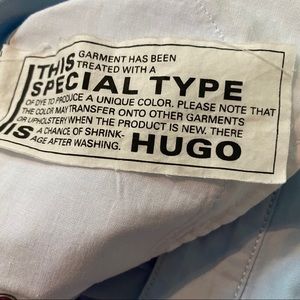 THIS GARMENT HAS BEEN
TREATED WITH A
SPECIAL TYPE
OF DYE TO PRODUCE A UNIQUE COLOR. PLEASE NOTE THAT
THE COLOR MAY TRANSFER ONTO OTHER GARMENTS
OR UPHOLSTERY WHEN THE PRODUCT IS NEW. THERE
IS A CHANCE OF SHRINK-
AGE AFTER WASHING. HUGO